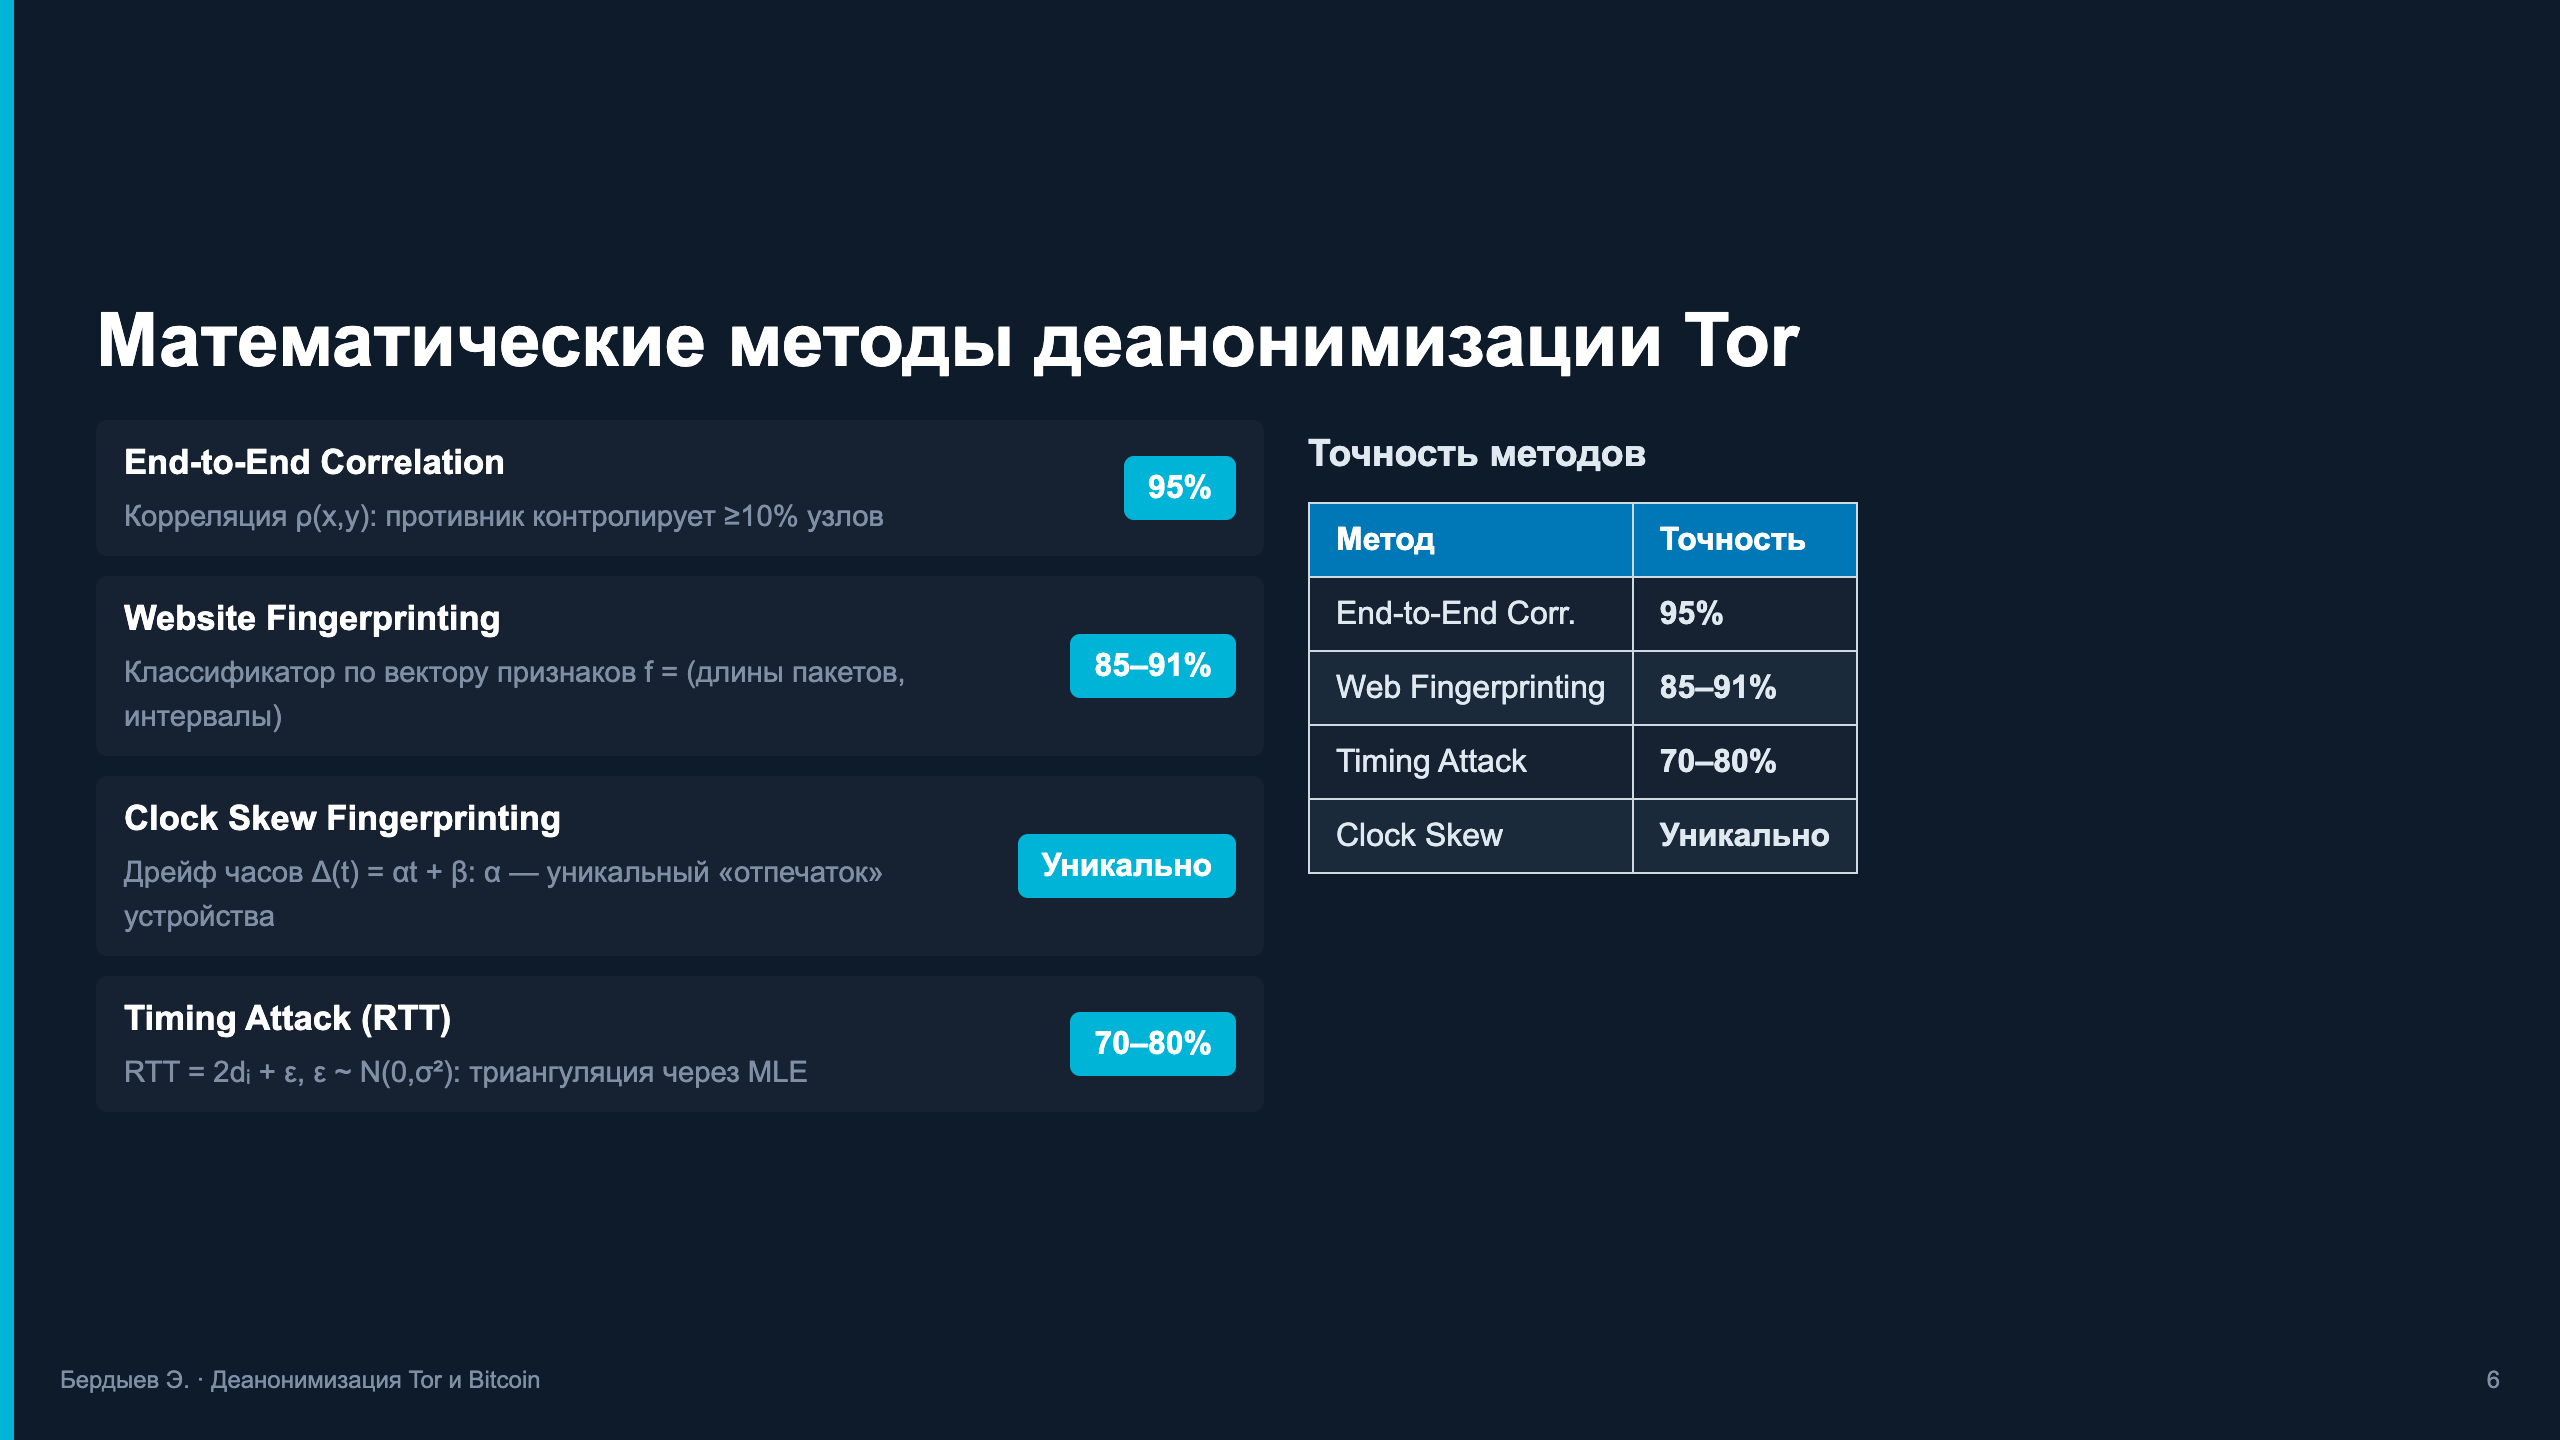 Математические методы деанонимизации Tor
End-to-End Correlation
Корреляция ρ(x,y): противник контролирует ≥10% узлов
95%
Website Fingerprinting
Классификатор по вектору признаков f = (длины пакетов,
интервалы)
85–91%
Clock Skew Fingerprinting
Дрейф часов Δ(t) = αt + β: α — уникальный «отпечаток»
устройства
Уникально
Timing Attack (RTT)
RTT = 2dᵢ + ε, ε ~ N(0,σ²): триангуляция через MLE
70–80%
Точность методов
Метод Точность
End-to-End Corr. 95%
Web Fingerprinting 85–91%
Timing Attack 70–80%
Clock Skew Уникально
Бердыев Э. · Деанонимизация Tor и Bitcoin
6